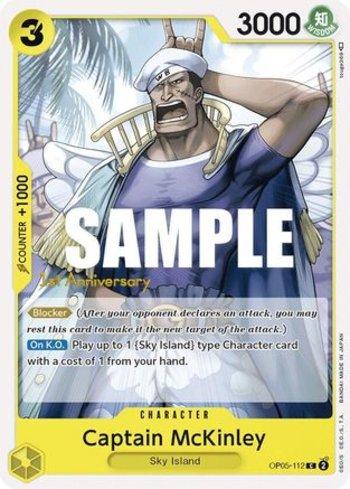 3
3000
知
WISDOM
WB
COUNTER +1000
SAMPLE
1st Anniversary
Blocker (After your opponent declares an attack, you may
rest this card to make it the new target of the attack.)
On K.O. Play up to 1 {Sky Island} type Character card
with a cost of 1 from your hand.
CHARACTER
Captain McKinley
Sky Island
OP05-112 C 2
BANDAI MADE IN JAPAN